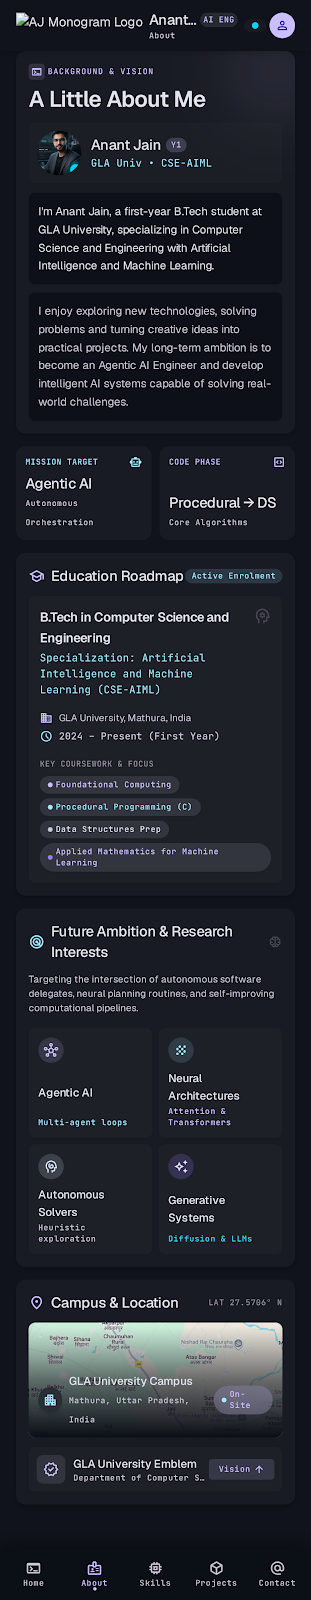 AJ Monogram Logo
Anant...
AI ENG
About
BACKGROUND & VISION
A Little About Me
Anant Jain Y1
GLA Univ • CSE-AIML
I'm Anant Jain, a first-year B.Tech student at
GLA University, specializing in Computer
Science and Engineering with Artificial
Intelligence and Machine Learning.
I enjoy exploring new technologies, solving
problems and turning creative ideas into
practical projects. My long-term ambition is to
become an Agentic AI Engineer and develop
intelligent AI systems capable of solving real-
world challenges.
MISSION TARGET
Agentic AI
Autonomous
Orchestration
CODE PHASE
Procedural → DS
Core Algorithms
Education Roadmap Active Enrolment
B.Tech in Computer Science and
Engineering
Specialization: Artificial
Intelligence and Machine
Learning (CSE-AIML)
GLA University, Mathura, India
2024 – Present (First Year)
KEY COURSEWORK & FOCUS
Foundational Computing
Procedural Programming (C)
Data Structures Prep
Applied Mathematics for Machine
Learning
Future Ambition & Research
Interests
Targeting the intersection of autonomous software
delegates, neural planning routines, and self-improving
computational pipelines.
Agentic AI
Multi-agent loops
Neural
Architectures
Attention &
Transformers
Autonomous
Solvers
Heuristic
exploration
Generative
Systems
Diffusion & LLMs
Campus & Location LAT 27.5706° N
Bajhera
Sihana
Chaumuhan
Rural
Nishad Raj Chauraha
Atas Bangar
GLA University Campus
Mathura, Uttar Pradesh,
India
On-
Site
GLA University Emblem
Department of Computer S…
Vision ↑
Home About Skills Projects Contact